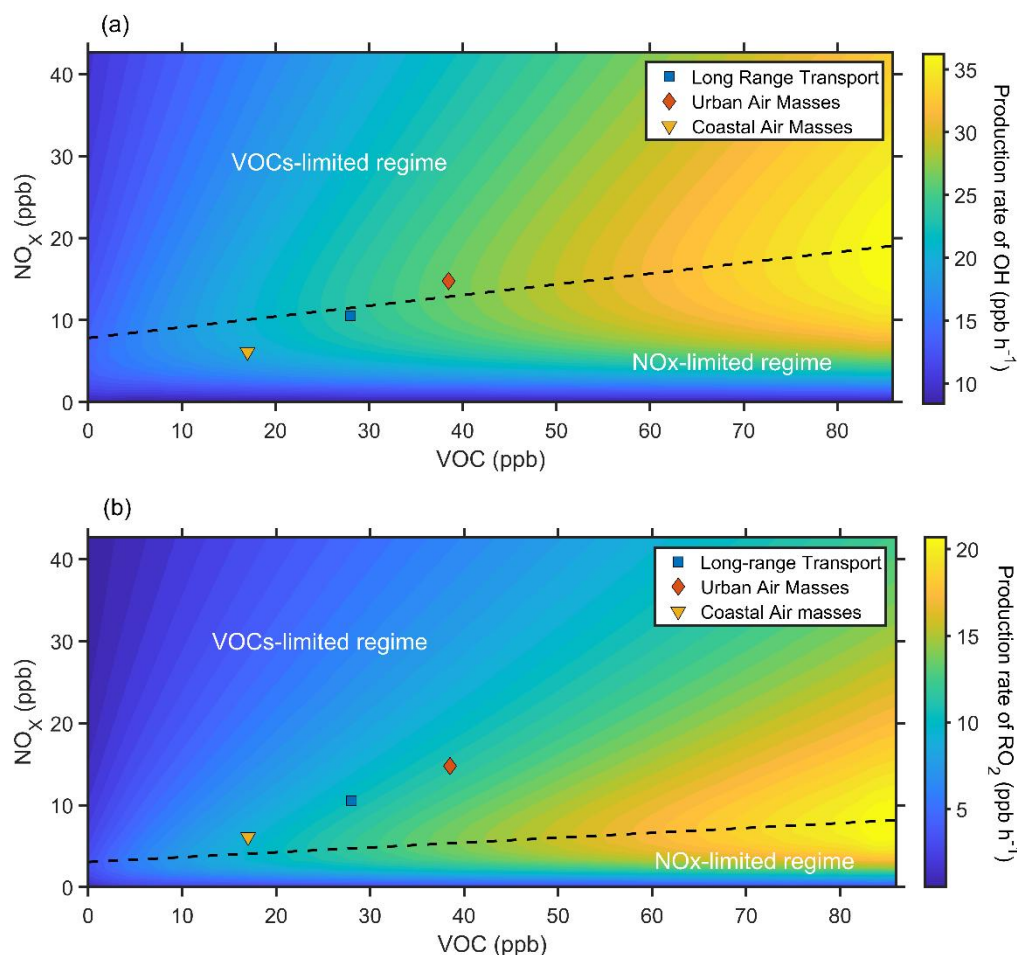 (a)
Long Range Transport
Urban Air Masses
Coastal Air Masses
VOCs-limited regime
NOx-limited regime
40
30
20
10
0
NOX (ppb)
0 10 20 30 40 50 60 70 80
VOC (ppb)
35
30
25
20
15
10
Production rate of OH (ppb h⁻¹)
(b)
Long-range Transport
Urban Air Masses
Coastal Air masses
VOCs-limited regime
NOx-limited regime
40
30
20
10
0
NOX (ppb)
0 10 20 30 40 50 60 70 80
VOC (ppb)
20
15
10
5
Production rate of RO₂ (ppb h⁻¹)